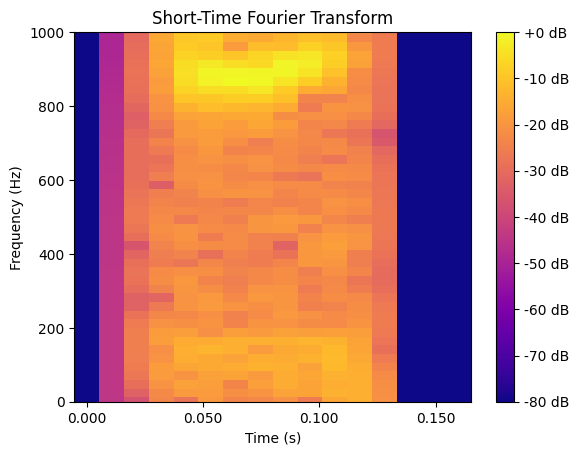 Short-Time Fourier Transform
1000
800
600
400
200
0
Frequency (Hz)
0.000
0.050
0.100
0.150
Time (s)
+0 dB
-10 dB
-20 dB
-30 dB
-40 dB
-50 dB
-60 dB
-70 dB
-80 dB